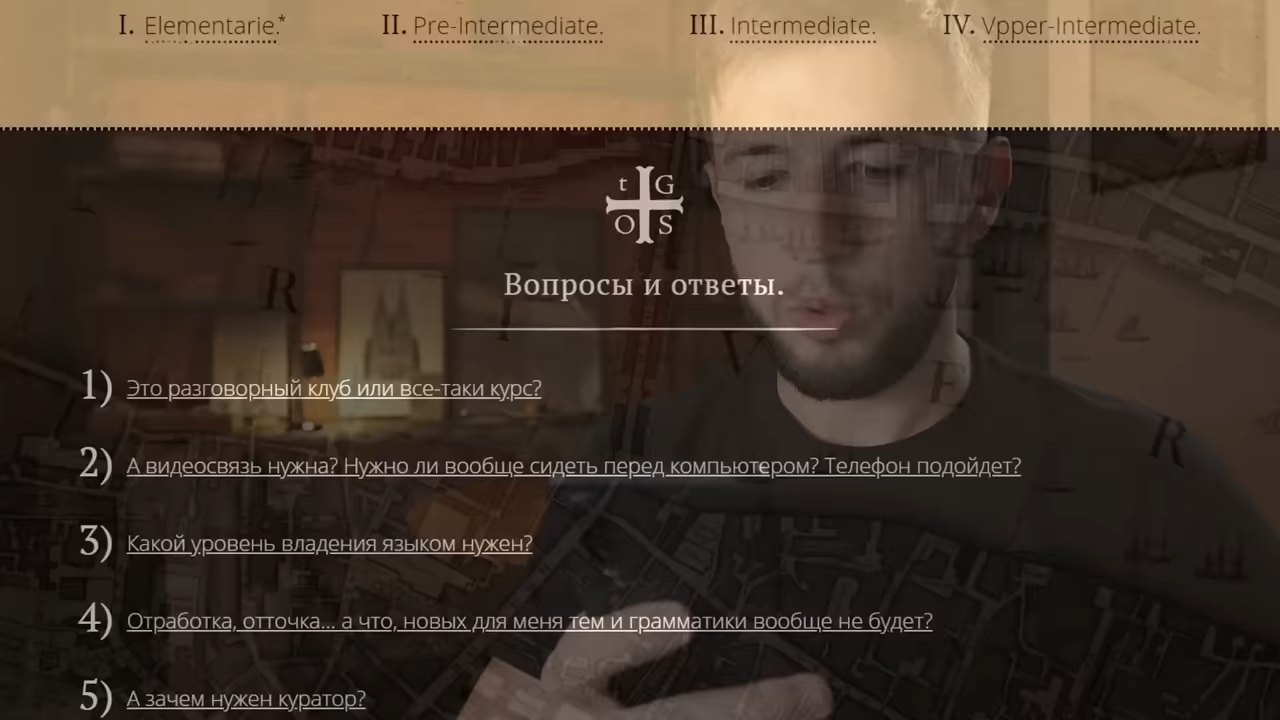 I. Elementarie.* II. Pre-Intermediate. III. Intermediate. IV. Vpper-Intermediate.
t G
O S
Вопросы и ответы.
R
1) Это разговорный клуб или все-таки курс?
F
R
2) А видеосвязь нужна? Нужно ли вообще сидеть перед компьютером? Телефон подойдет?
3) Какой уровень владения языком нужен?
4) Отработка, отточка... а что, новых для меня тем и грамматики вообще не будет?
5) А зачем нужен куратор?